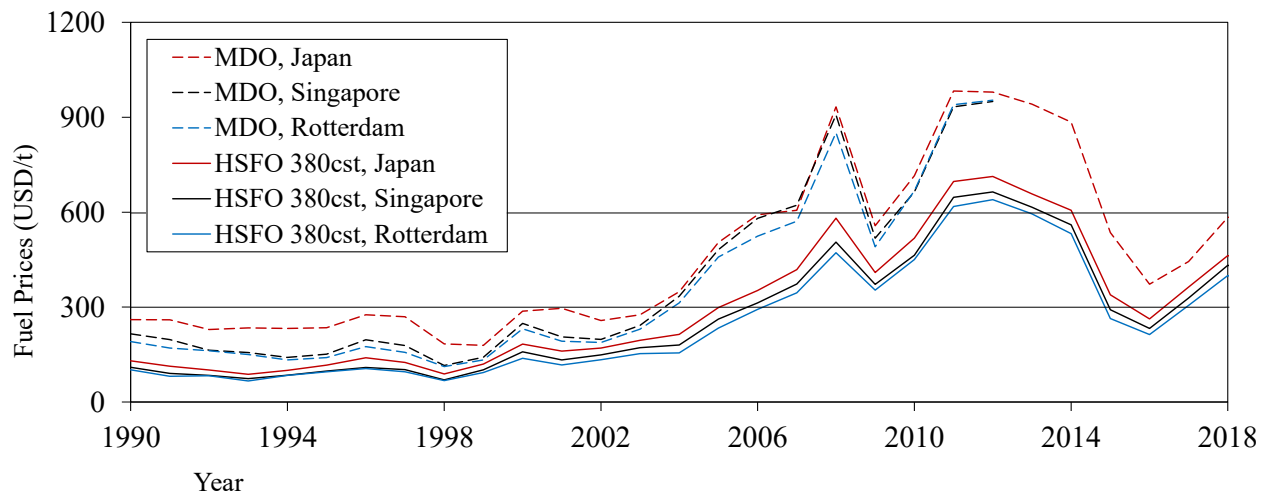 1200
900
600
300
0
Fuel Prices (USD/t)
MDO, Japan
MDO, Singapore
MDO, Rotterdam
HSFO 380cst, Japan
HSFO 380cst, Singapore
HSFO 380cst, Rotterdam
1990 1994 1998 2002 2006 2010 2014 2018
Year